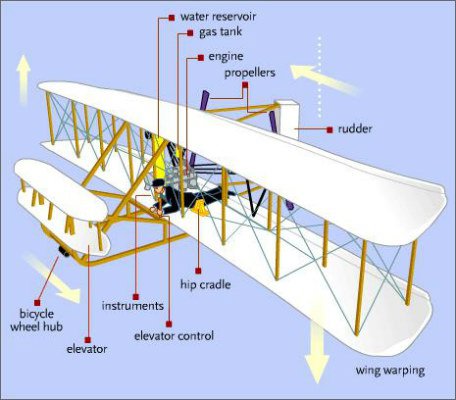 water reservoir
gas tank
engine
propellers
rudder
hip cradle
instruments
bicycle
wheel hub
elevator control
elevator
wing warping